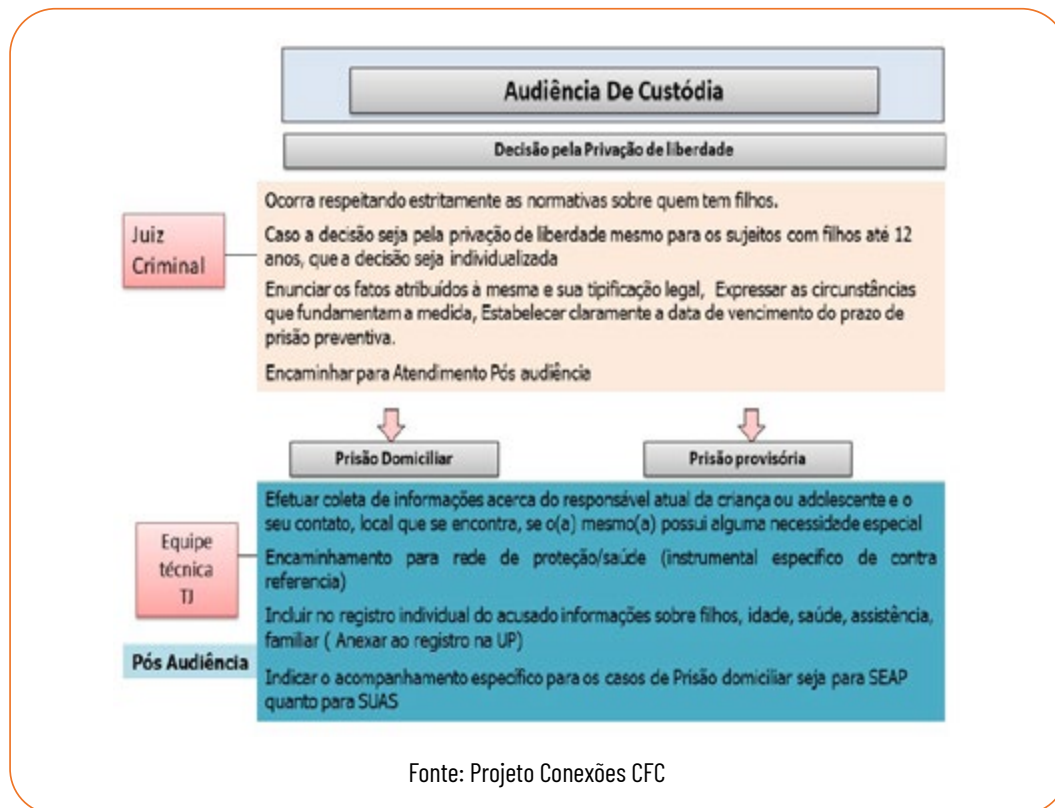 Audiência De Custódia
Decisão pela Privação de liberdade
Juiz
Criminal
Ocorra respeitando estritamente as normativas sobre quem tem filhos.
Caso a decisão seja pela privação de liberdade mesmo para os sujeitos com filhos até 12
anos, que a decisão seja individualizada
Enunciar os fatos atribuídos à mesma e sua tipificação legal, Expressar as circunstâncias
que fundamentam a medida, Estabelecer claramente a data de vencimento do prazo de
prisão preventiva.
Encaminhar para Atendimento Pós audiência
Prisão Domiciliar
Prisão provisória
Equipe
técnica
TJ
Pós Audiência
Efetuar coleta de informações acerca do responsável atual da criança ou adolescente e o
seu contato, local que se encontra, se o(a) mesmo(a) possui alguma necessidade especial
Encaminhamento para rede de proteção/saúde (instrumental especifico de contra
referencia)
Incluir no registro individual do acusado informações sobre filhos, idade, saúde, assistência,
familiar ( Anexar ao registro na UP)
Indicar o acompanhamento específico para os casos de Prisão domiciliar seja para SEAP
quanto para SUAS
Fonte: Projeto Conexões CFC